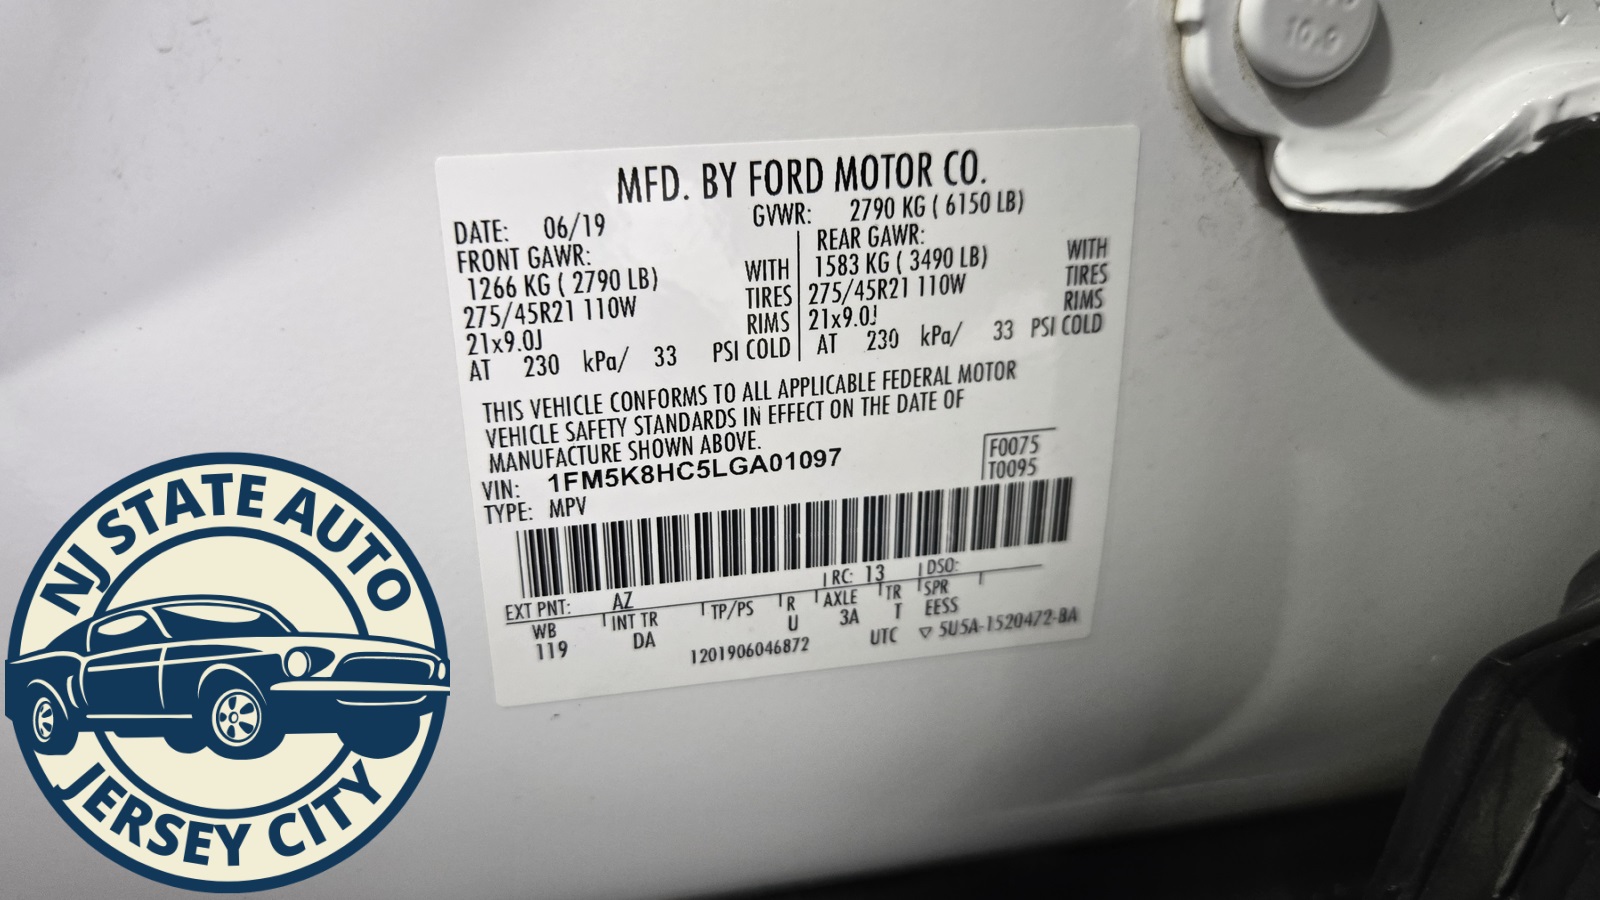 10.9
MFD. BY FORD MOTOR CO.
DATE: 06/19 GVWR: 2790 KG ( 6150 LB)
FRONT GAWR: REAR GAWR:
1266 KG ( 2790 LB) WITH 1583 KG ( 3490 LB) WITH
275/45R21 110W TIRES 275/45R21 110W TIRES
21x9.0J RIMS 21x9.0J RIMS
AT 230 kPa/ 33 PSI COLD AT 230 kPa/ 33 PSI COLD
THIS VEHICLE CONFORMS TO ALL APPLICABLE FEDERAL MOTOR
VEHICLE SAFETY STANDARDS IN EFFECT ON THE DATE OF
MANUFACTURE SHOWN ABOVE.
VIN: 1FM5K8HC5LGA01097
F0075
T0095
TYPE: MPV
EXT PNT: AZ RC: 13 DSO:
WB INT TR TP/PS R AXLE TR SPR
119 DA U 3A T EESS
1201906046872 UTC ▽ 5U5A-1520472-BA
NJ STATE AUTO
JERSEY CITY